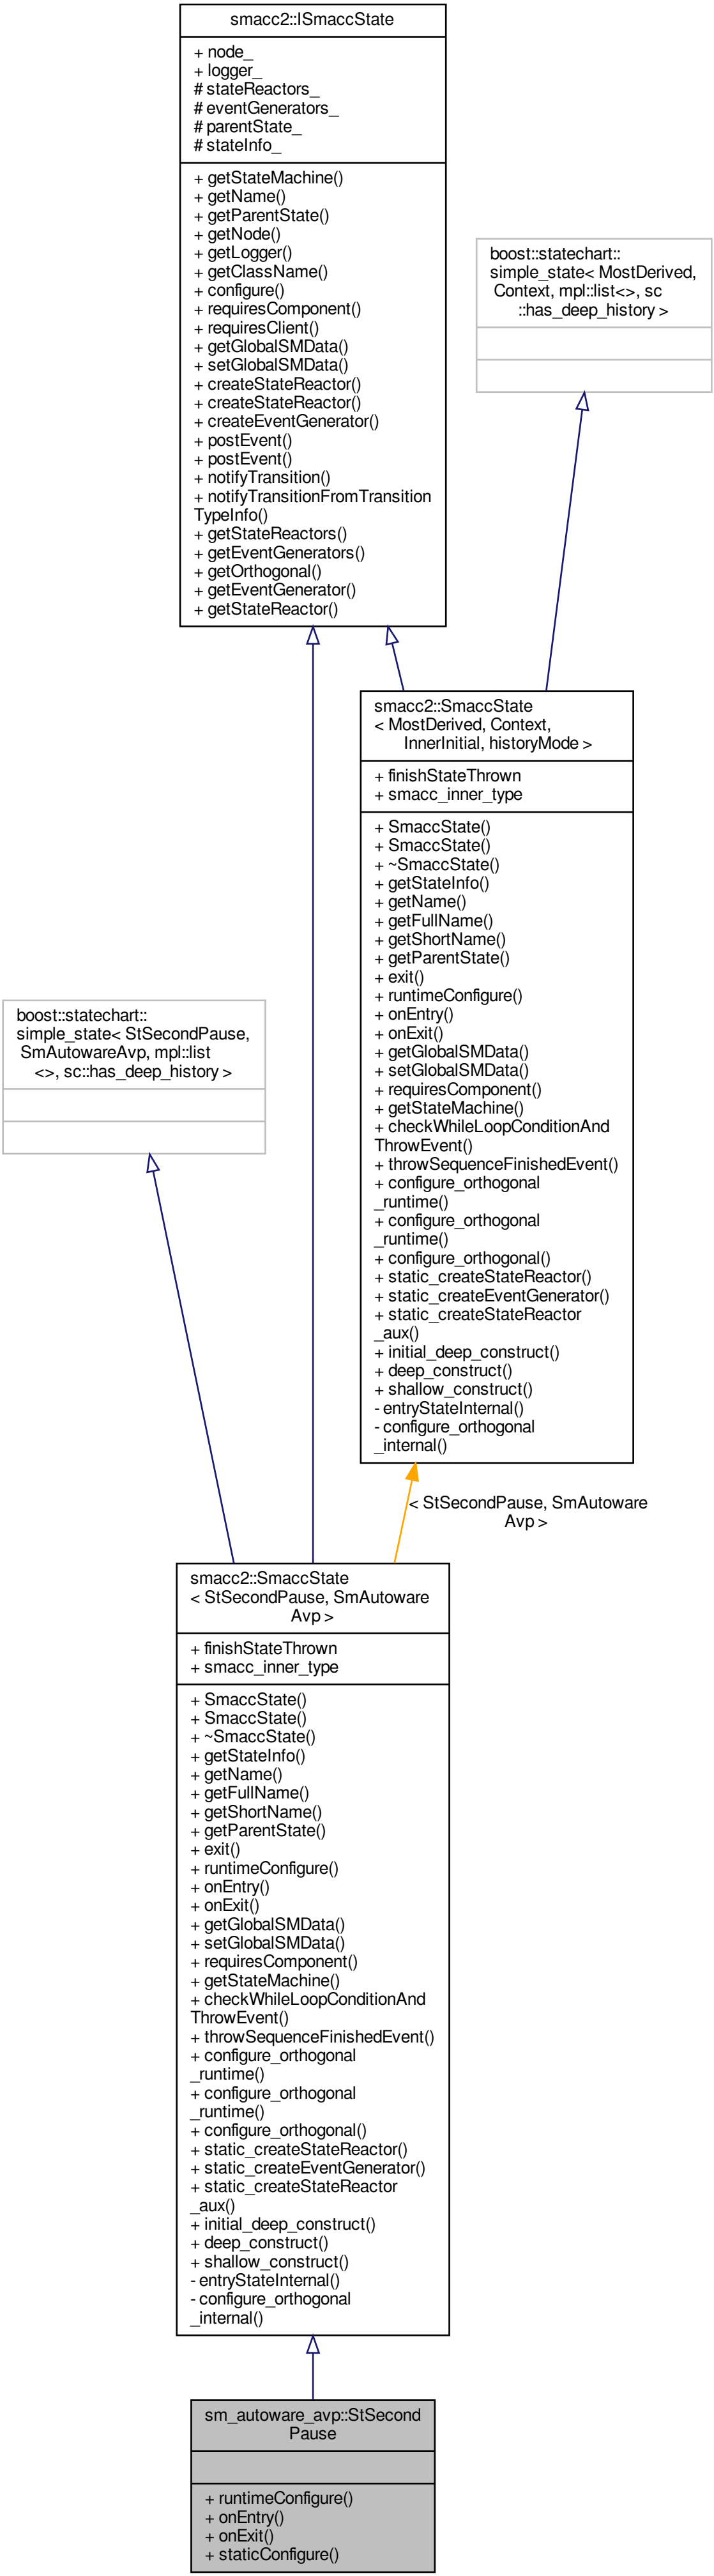 smacc2::ISmaccState
+ node_
+ logger_
# stateReactors_
# eventGenerators_
# parentState_
# stateInfo_
+ getStateMachine()
+ getName()
+ getParentState()
+ getNode()
+ getLogger()
+ getClassName()
+ configure()
+ requiresComponent()
+ requiresClient()
+ getGlobalSMData()
+ setGlobalSMData()
+ createStateReactor()
+ createStateReactor()
+ createEventGenerator()
+ postEvent()
+ postEvent()
+ notifyTransition()
+ notifyTransitionFromTransition
TypeInfo()
+ getStateReactors()
+ getEventGenerators()
+ getOrthogonal()
+ getEventGenerator()
+ getStateReactor()
boost::statechart::
simple_state< MostDerived,
Context, mpl::list<>, sc
::has_deep_history >
smacc2::SmaccState
< MostDerived, Context,
InnerInitial, historyMode >
+ finishStateThrown
+ smacc_inner_type
+ SmaccState()
+ SmaccState()
+ ~SmaccState()
+ getStateInfo()
+ getName()
+ getFullName()
+ getShortName()
+ getParentState()
+ exit()
+ runtimeConfigure()
+ onEntry()
+ onExit()
+ getGlobalSMData()
+ setGlobalSMData()
+ requiresComponent()
+ getStateMachine()
+ checkWhileLoopConditionAnd
ThrowEvent()
+ throwSequenceFinishedEvent()
+ configure_orthogonal
_runtime()
+ configure_orthogonal
_runtime()
+ configure_orthogonal()
+ static_createStateReactor()
+ static_createEventGenerator()
+ static_createStateReactor
_aux()
+ initial_deep_construct()
+ deep_construct()
+ shallow_construct()
- entryStateInternal()
- configure_orthogonal
_internal()
boost::statechart::
simple_state< StSecondPause,
SmAutowareAvp, mpl::list
<>, sc::has_deep_history >
< StSecondPause, SmAutoware
Avp >
smacc2::SmaccState
< StSecondPause, SmAutoware
Avp >
+ finishStateThrown
+ smacc_inner_type
+ SmaccState()
+ SmaccState()
+ ~SmaccState()
+ getStateInfo()
+ getName()
+ getFullName()
+ getShortName()
+ getParentState()
+ exit()
+ runtimeConfigure()
+ onEntry()
+ onExit()
+ getGlobalSMData()
+ setGlobalSMData()
+ requiresComponent()
+ getStateMachine()
+ checkWhileLoopConditionAnd
ThrowEvent()
+ throwSequenceFinishedEvent()
+ configure_orthogonal
_runtime()
+ configure_orthogonal
_runtime()
+ configure_orthogonal()
+ static_createStateReactor()
+ static_createEventGenerator()
+ static_createStateReactor
_aux()
+ initial_deep_construct()
+ deep_construct()
+ shallow_construct()
- entryStateInternal()
- configure_orthogonal
_internal()
sm_autoware_avp::StSecond
Pause
+ runtimeConfigure()
+ onEntry()
+ onExit()
+ staticConfigure()